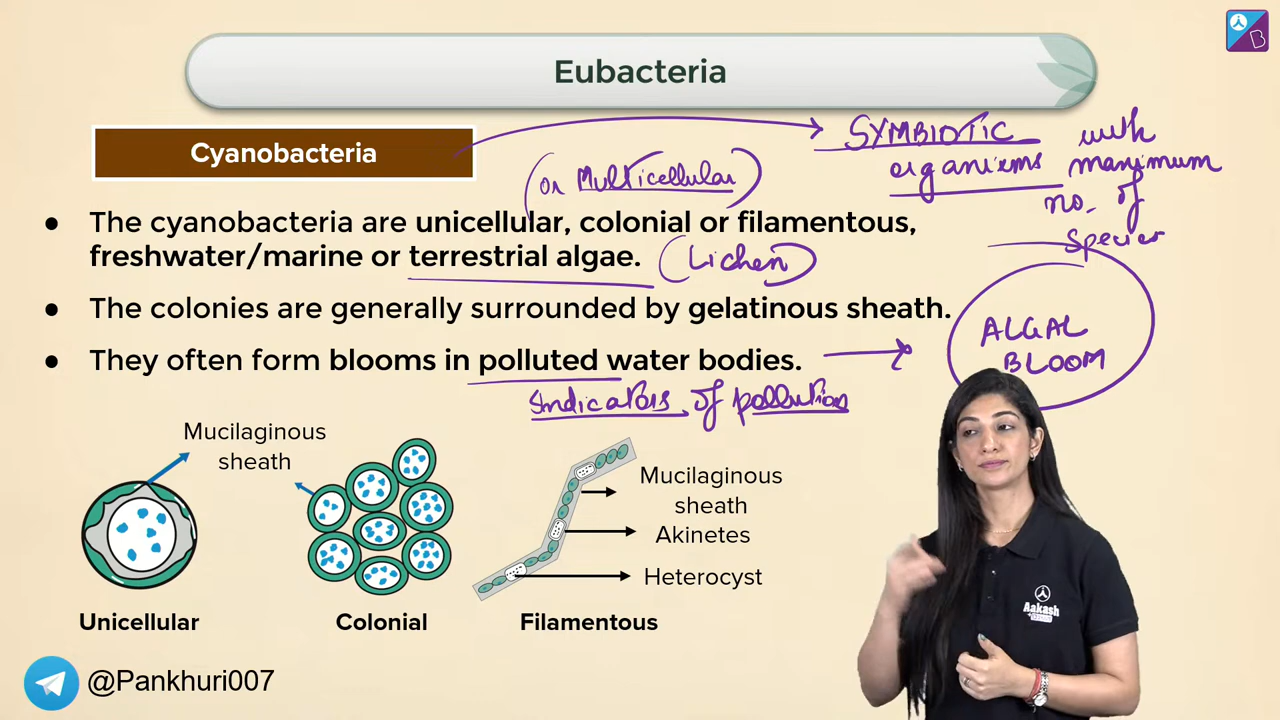 Eubacteria
Cyanobacteria
SYMBIOTIC with
organisms maximum
no. of
species
(or Multicellular)
The cyanobacteria are unicellular, colonial or filamentous,
freshwater/marine or terrestrial algae. (Lichen)
The colonies are generally surrounded by gelatinous sheath.
They often form blooms in polluted water bodies.
ALGAL
BLOOM
Indicators of pollution
Mucilaginous
sheath
Mucilaginous
sheath
Akinetes
Heterocyst
Unicellular
Colonial
Filamentous
Aakash
@Pankhuri007
B